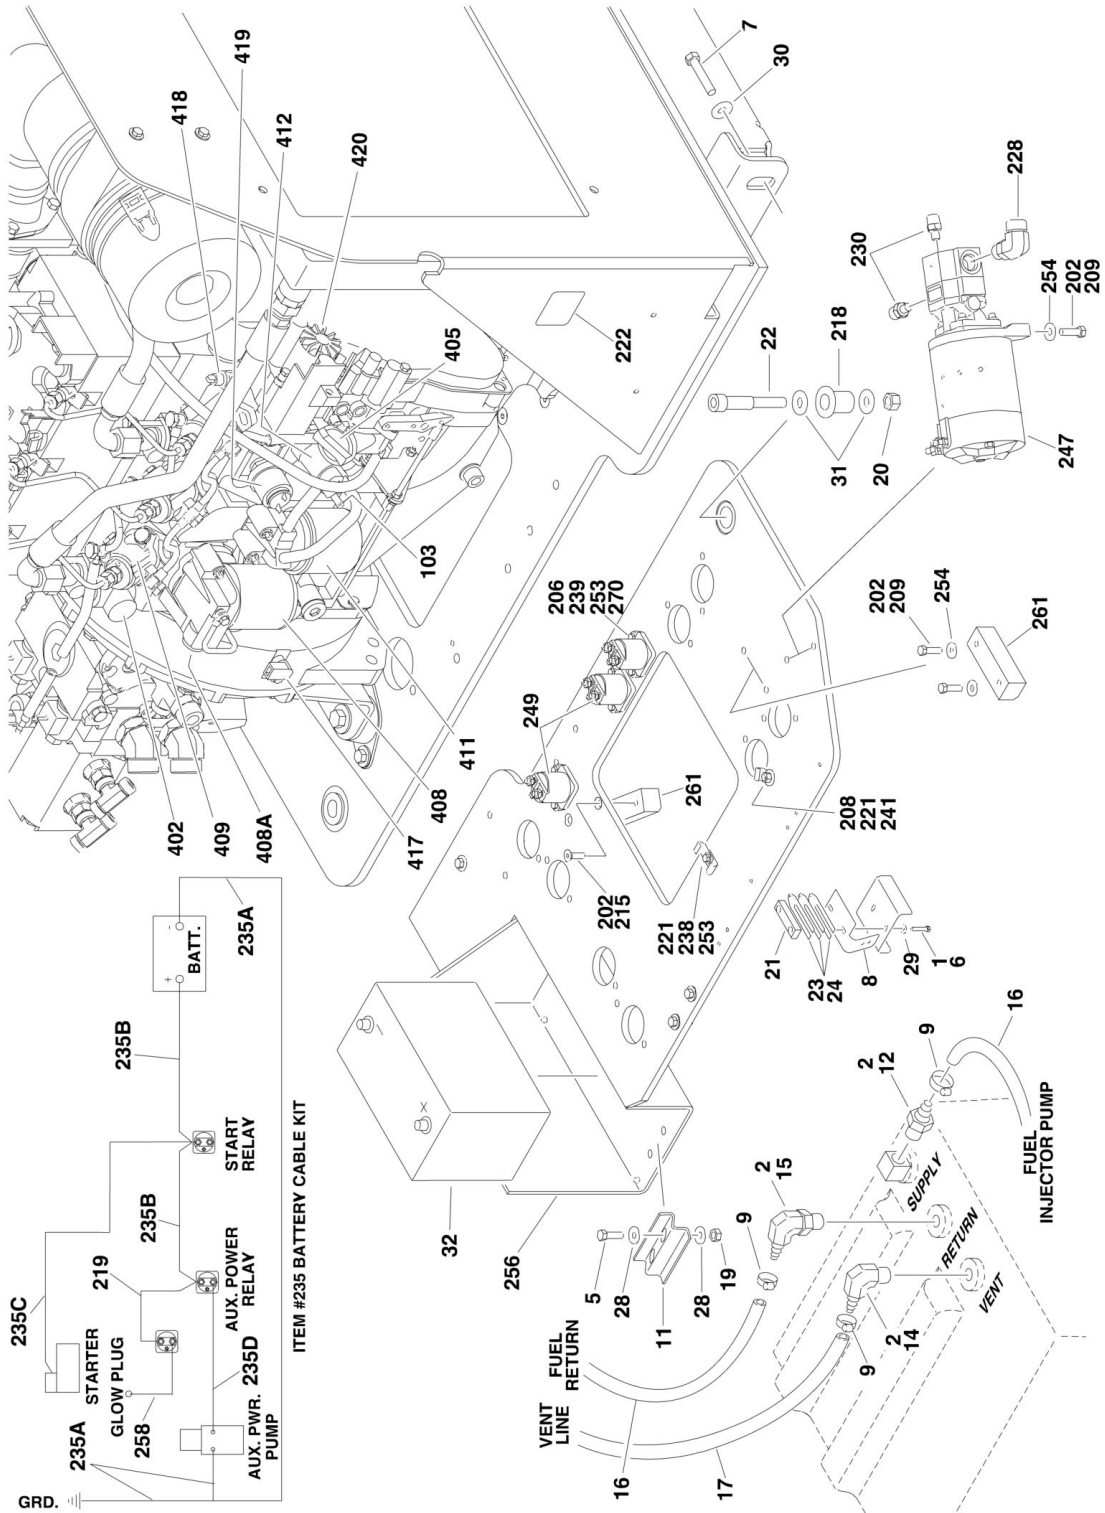 419
418
412
420
405
222
103
411
408
417
408A
409
402
7
30
230
228
22
218
31
20
254
202
209
247
206
239
253
270
249
202
209
254
261
261
208
221
241
202
215
221
238
253
21
23
24
8
29
1
6
32
256
5
28
11
28
19
FUEL
RETURN
VENT
LINE
16
17
9
2
15
9
2
14
2
12
9
16
SUPPLY
RETURN
VENT
FUEL
INJECTOR PUMP
235A
- BATT. +
235B
START
RELAY
235B
235C
219
AUX. POWER
RELAY
235D
STARTER
GLOW PLUG
258
235A
AUX. PWR.
PUMP
GRD.
ITEM #235 BATTERY CABLE KIT